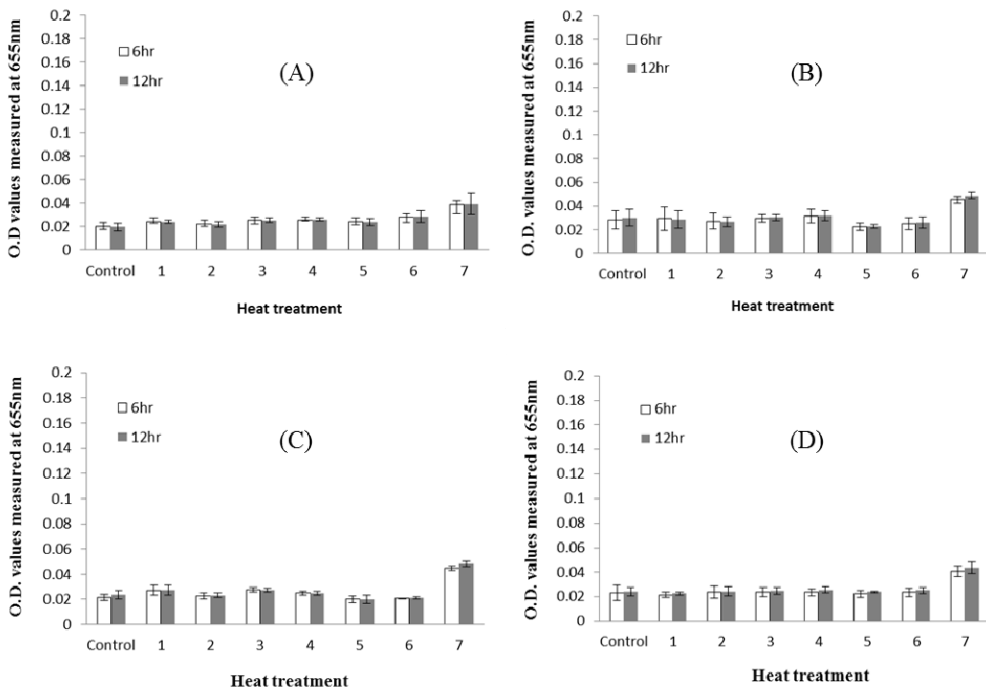 O.D values measured at 655nm
0.2
0.18
0.16
0.14
0.12
0.1
0.08
0.06
0.04
0.02
0
6hr
12hr
(A)
Control 1 2 3 4 5 6 7
Heat treatment
O.D. values measured at 655nm
0.2
0.18
0.16
0.14
0.12
0.1
0.08
0.06
0.04
0.02
0
6hr
12hr
(B)
Control 1 2 3 4 5 6 7
Heat treatment
O.D. values measured at 655nm
0.2
0.18
0.16
0.14
0.12
0.1
0.08
0.06
0.04
0.02
0
6hr
12hr
(C)
Control 1 2 3 4 5 6 7
Heat treatment
O.D. values measured at 655nm
0.2
0.18
0.16
0.14
0.12
0.1
0.08
0.06
0.04
0.02
0
6hr
12hr
(D)
Control 1 2 3 4 5 6 7
Heat treatment